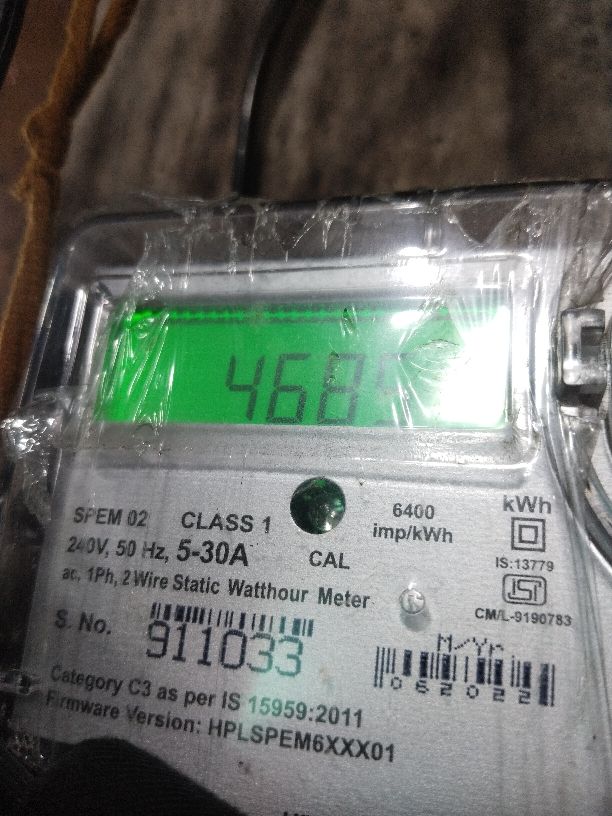 SPEM 02 CLASS 1
6400 imp/kWh
kWh
240V, 50 Hz, 5-30A
CAL
IS:13779
ac, 1Ph, 2 Wire Static Watthour Meter
ISI
CM/L-9190783
S. No. 911033
M/Yr
062022
Category C3 as per IS 15959:2011
Firmware Version: HPLSPEM6XXX01